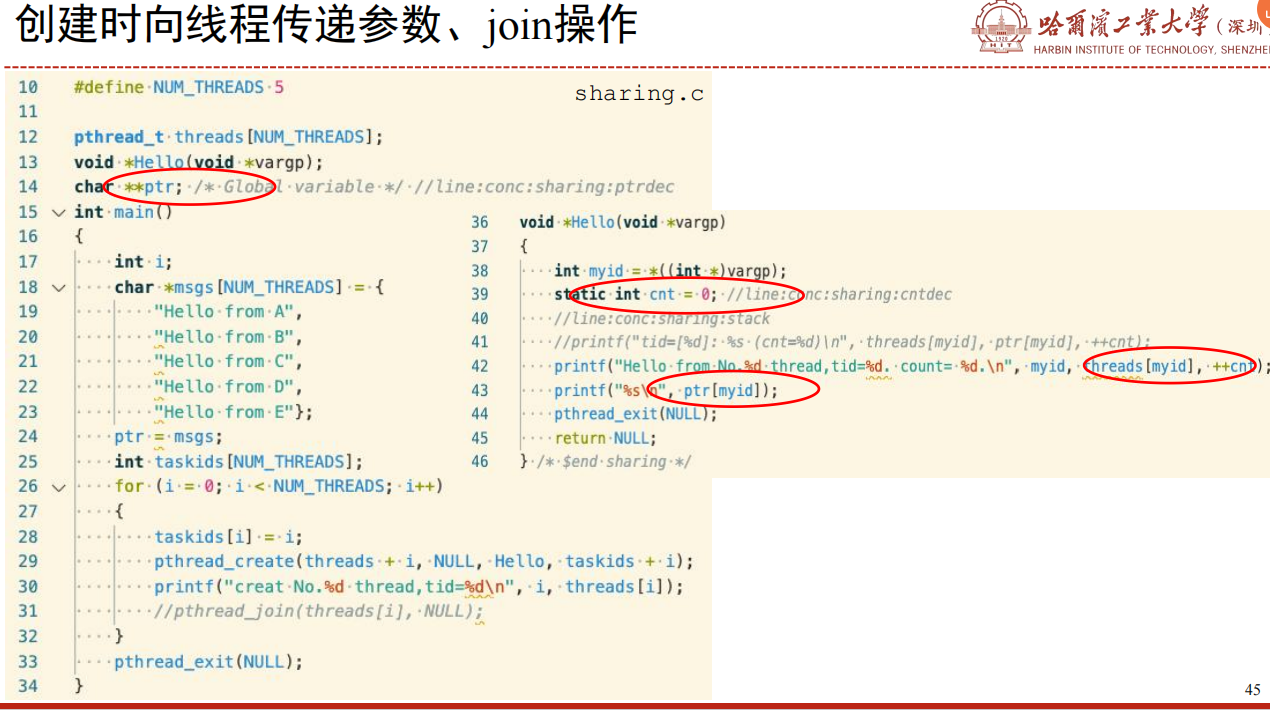 创建时向线程传递参数、join操作
哈爾濱工業大學(深圳
HARBIN INSTITUTE OF TECHNOLOGY, SHENZHE
sharing.c
10 #define NUM_THREADS 5
11
12 pthread_t threads[NUM_THREADS];
13 void *Hello(void *vargp);
14 char **ptr; /* Global variable */ //line:conc:sharing:ptrdec
15 int main()
16 {
17 int i;
18 char *msgs[NUM_THREADS] = {
19 "Hello from A",
20 "Hello from B",
21 "Hello from C",
22 "Hello from D",
23 "Hello from E"};
24 ptr = msgs;
25 int taskids[NUM_THREADS];
26 for (i = 0; i < NUM_THREADS; i++)
27 {
28 taskids[i] = i;
29 pthread_create(threads + i, NULL, Hello, taskids + i);
30 printf("creat No.%d thread,tid=%d\n", i, threads[i]);
31 //pthread_join(threads[i], NULL);
32 }
33 pthread_exit(NULL);
34 }
36 void *Hello(void *vargp)
37 {
38 int myid = *((int *)vargp);
39 static int cnt = 0; //line:conc:sharing:cntdec
40 //line:conc:sharing:stack
41 //printf("tid=[%d]: %s (cnt=%d)\n", threads[myid], ptr[myid], ++cnt);
42 printf("Hello from No.%d thread,tid=%d. count= %d.\n", myid, threads[myid], ++cnt);
43 printf("%s\n", ptr[myid]);
44 pthread_exit(NULL);
45 return NULL;
46 } /* $end sharing */
45